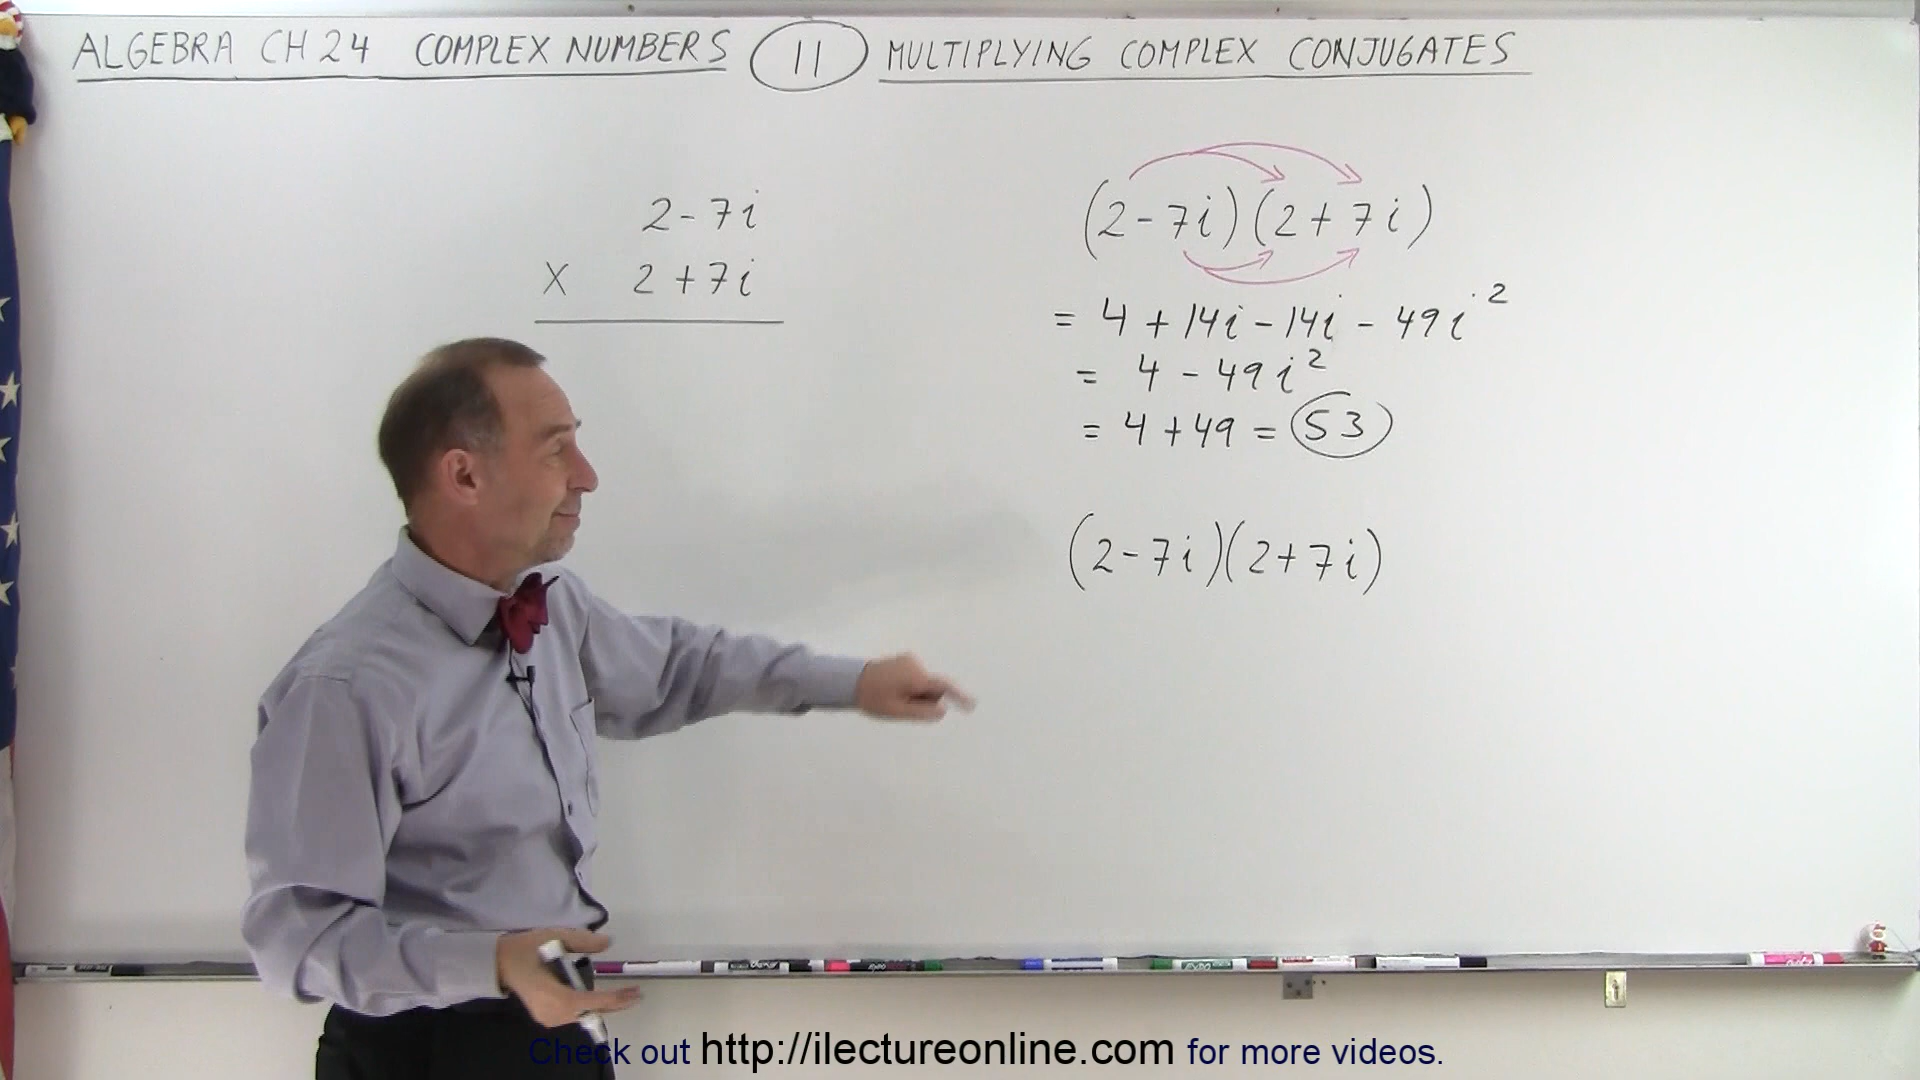 ALGEBRA CH 24 COMPLEX NUMBERS 11 MULTIPLYING COMPLEX CONJUGATES
2-7i
X 2+7i
(2-7i)(2+7i)
= 4+14i-14i-49i²
= 4-49i²
= 4+49=53
(2-7i)(2+7i)
Check out http://ilectureonline.com for more videos.